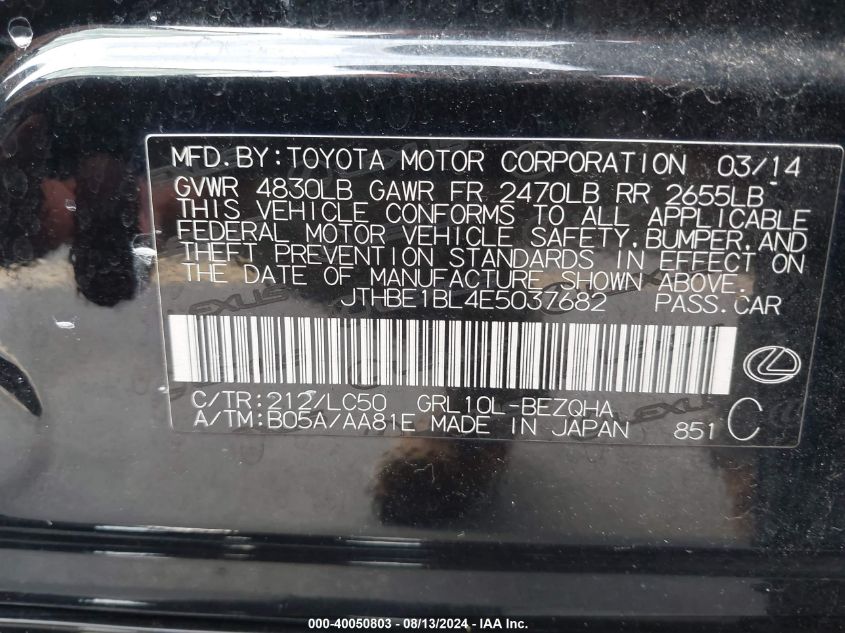 MFD.BY:TOYOTA MOTOR CORPORATION 03/14
GVWR 4830LB GAWR FR 2470LB RR 2655LB
THIS VEHICLE CONFORMS TO ALL APPLICABLE
FEDERAL MOTOR VEHICLE SAFETY,BUMPER,AND
THEFT PREVENTION STANDARDS IN EFFECT ON
THE DATE OF MANUFACTURE SHOWN ABOVE.
JTHBE1BL4E5037682 PASS.CAR
C/TR:212/LC50 GRL10L-BEZQHA
A/TM:B05A/AA81E MADE IN JAPAN 851 C
000-40050803 - 08/13/2024 - IAA Inc.